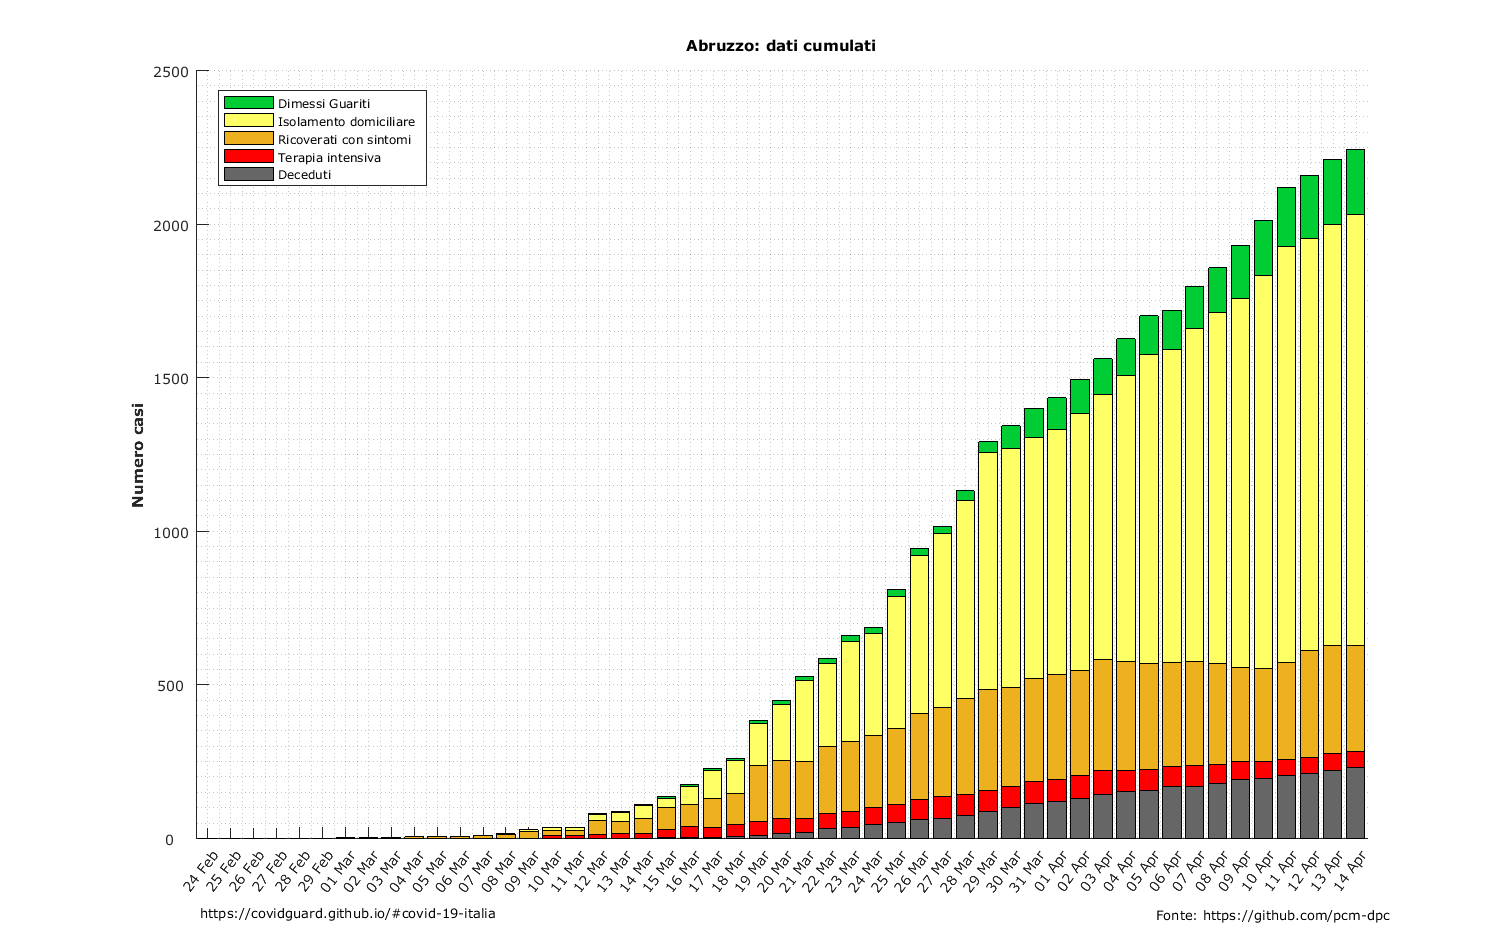 Abruzzo: dati cumulati
2500
2000
1500
1000
500
0
Numero casi
Dimessi Guariti
Isolamento domiciliare
Ricoverati con sintomi
Terapia intensiva
Deceduti
24 Feb
25 Feb
26 Feb
27 Feb
28 Feb
29 Feb
01 Mar
02 Mar
03 Mar
04 Mar
05 Mar
06 Mar
07 Mar
08 Mar
09 Mar
10 Mar
11 Mar
12 Mar
13 Mar
14 Mar
15 Mar
16 Mar
17 Mar
18 Mar
19 Mar
20 Mar
21 Mar
22 Mar
23 Mar
24 Mar
25 Mar
26 Mar
27 Mar
28 Mar
29 Mar
30 Mar
31 Mar
01 Apr
02 Apr
03 Apr
04 Apr
05 Apr
06 Apr
07 Apr
08 Apr
09 Apr
10 Apr
11 Apr
12 Apr
13 Apr
14 Apr
https://covidguard.github.io/#covid-19-italia
Fonte: https://github.com/pcm-dpc